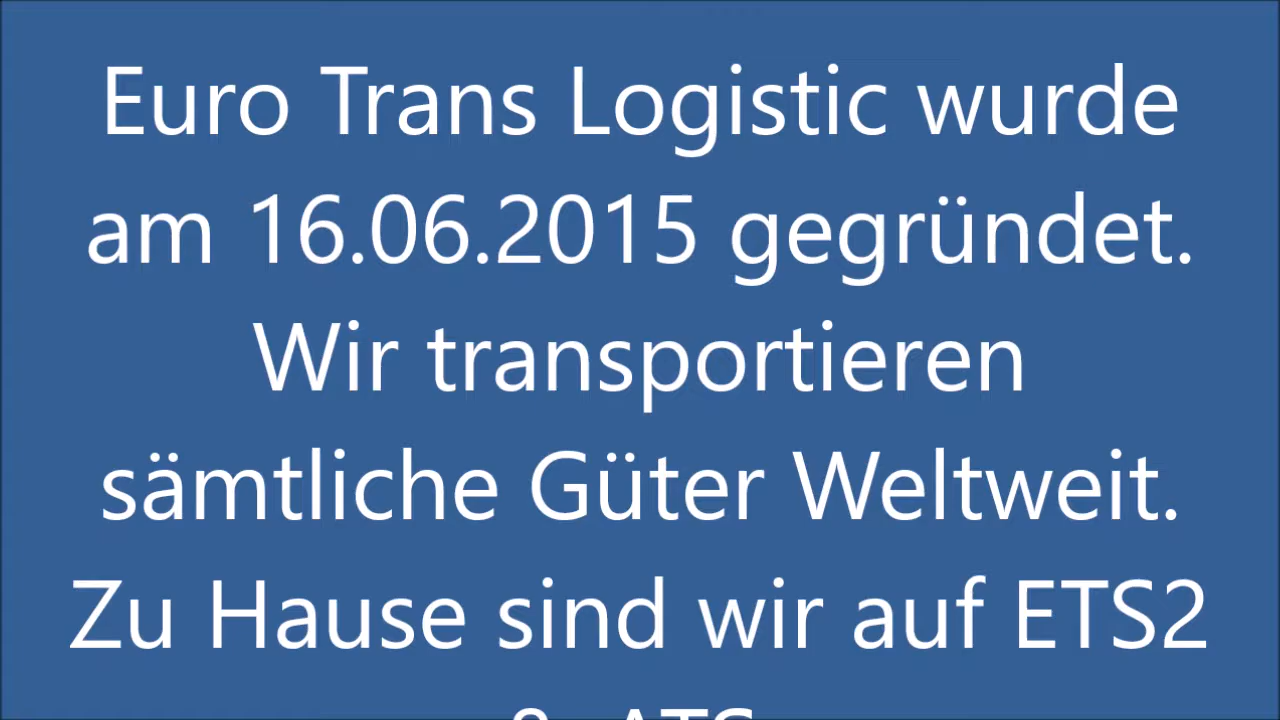 Euro Trans Logistic wurde
am 16.06.2015 gegründet.
Wir transportieren
sämtliche Güter Weltweit.
Zu Hause sind wir auf ETS2
& ATS